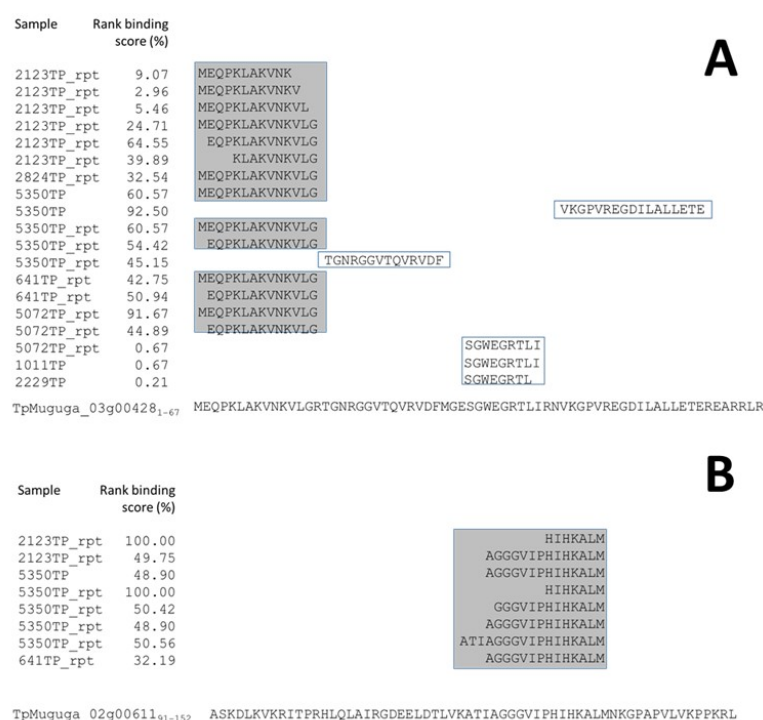 A
Sample Rank binding score (%)
2123TP_rpt 9.07 MEQPKLAKVNK
2123TP_rpt 2.96 MEQPKLAKVNKV
2123TP_rpt 5.46 MEQPKLAKVNKVL
2123TP_rpt 24.71 MEQPKLAKVNKVLG
2123TP_rpt 64.55 EQPKLAKVNKVLG
2123TP_rpt 39.89 KLAKVNKVLG
2824TP_rpt 32.54 MEQPKLAKVNKVLG
5350TP 60.57 MEQPKLAKVNKVLG
5350TP 92.50 VKGPVREGDILALLETE
5350TP_rpt 60.57 MEQPKLAKVNKVLG
5350TP_rpt 54.42 EQPKLAKVNKVLG
5350TP_rpt 45.15 TGNRGGVTQVRVDF
641TP_rpt 42.75 MEQPKLAKVNKVLG
641TP_rpt 50.94 EQPKLAKVNKVLG
5072TP_rpt 91.67 MEQPKLAKVNKVLG
5072TP_rpt 44.89 EQPKLAKVNKVLG
5072TP_rpt 0.67 SGWEGRTLI
1011TP 0.67 SGWEGRTLI
2229TP 0.21 SGWEGRTL
TpMuguga_03g00428 1-67 MEQPKLAKVNKVLGRTGNRGGVTQVRVDFMGESGWEGRTLIRNVKGPVREGDILALLETEREARRLR
B
Sample Rank binding score (%)
2123TP_rpt 100.00 HIHKALM
2123TP_rpt 49.75 AGGGVIPHIHKALM
5350TP 48.90 AGGGVIPHIHKALM
5350TP_rpt 100.00 HIHKALM
5350TP_rpt 50.42 GGGVIPHIHKALM
5350TP_rpt 48.90 AGGGVIPHIHKALM
5350TP_rpt 50.56 ATIAGGGVIPHIHKALM
641TP_rpt 32.19 AGGGVIPHIHKALM
TpMuguga 02g00611 91-152 ASKDLKVKRITPRHLQLAIRGDEELDTLVKATIAGGGVIPHIHKALMNKGPAPVLVKPPKRL